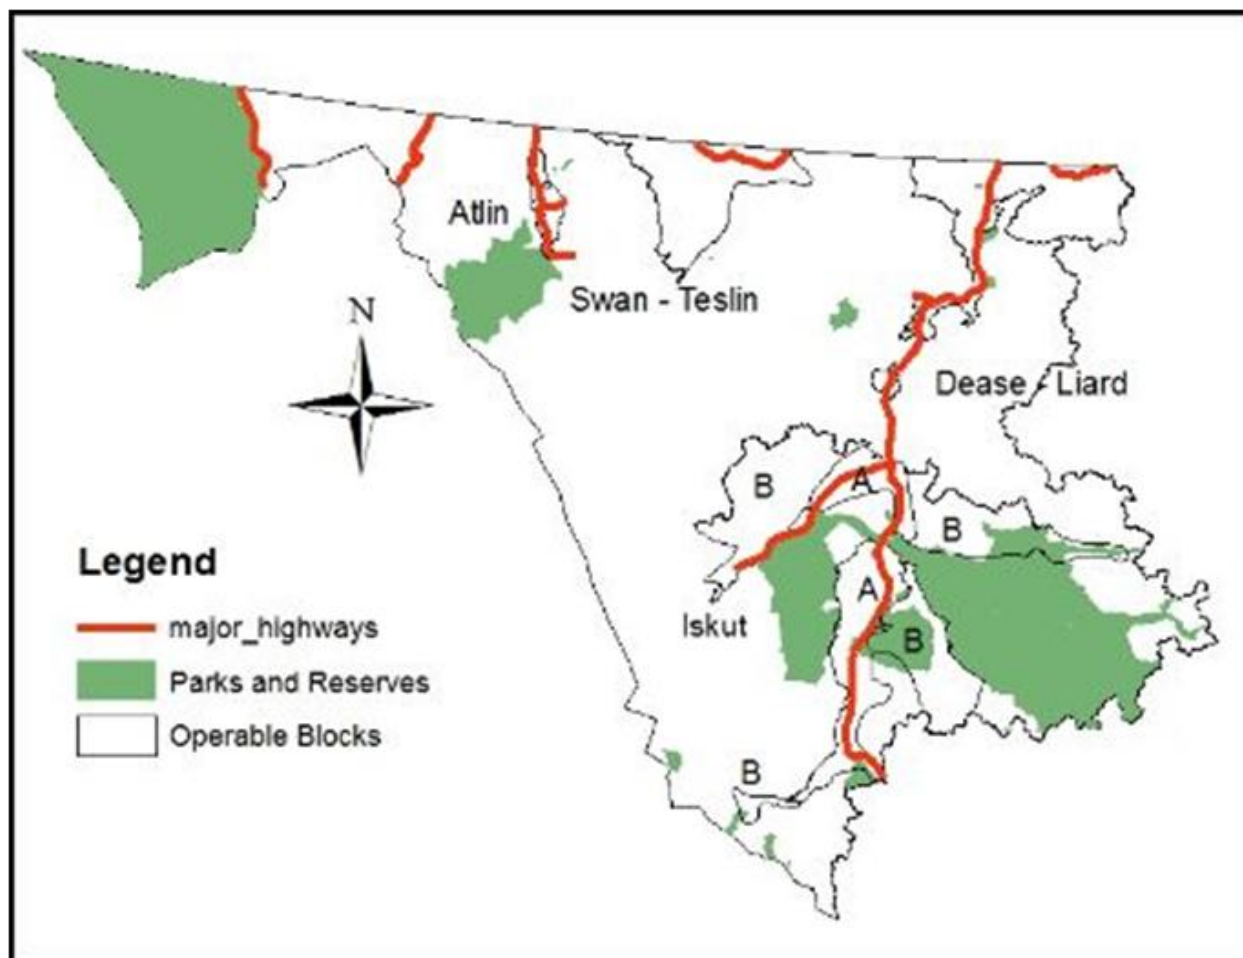 Atlin
Swan - Teslin
N
Dease - Liard
B
A
B
A
Iskut
B
B
Legend
major_highways
Parks and Reserves
Operable Blocks